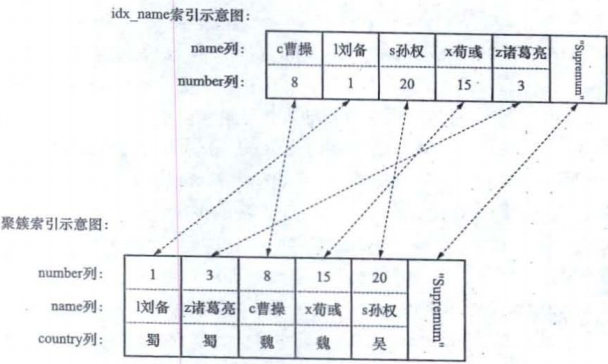 idx_name索引示意图:
name列: c曹操 l刘备 s孙权 x荀彧 z诸葛亮 "Supremum"
number列: 8 1 20 15 3
聚簇索引示意图:
number列: 1 3 8 15 20 "Supremum"
name列: l刘备 z诸葛亮 c曹操 x荀彧 s孙权
country列: 蜀 蜀 魏 魏 吴